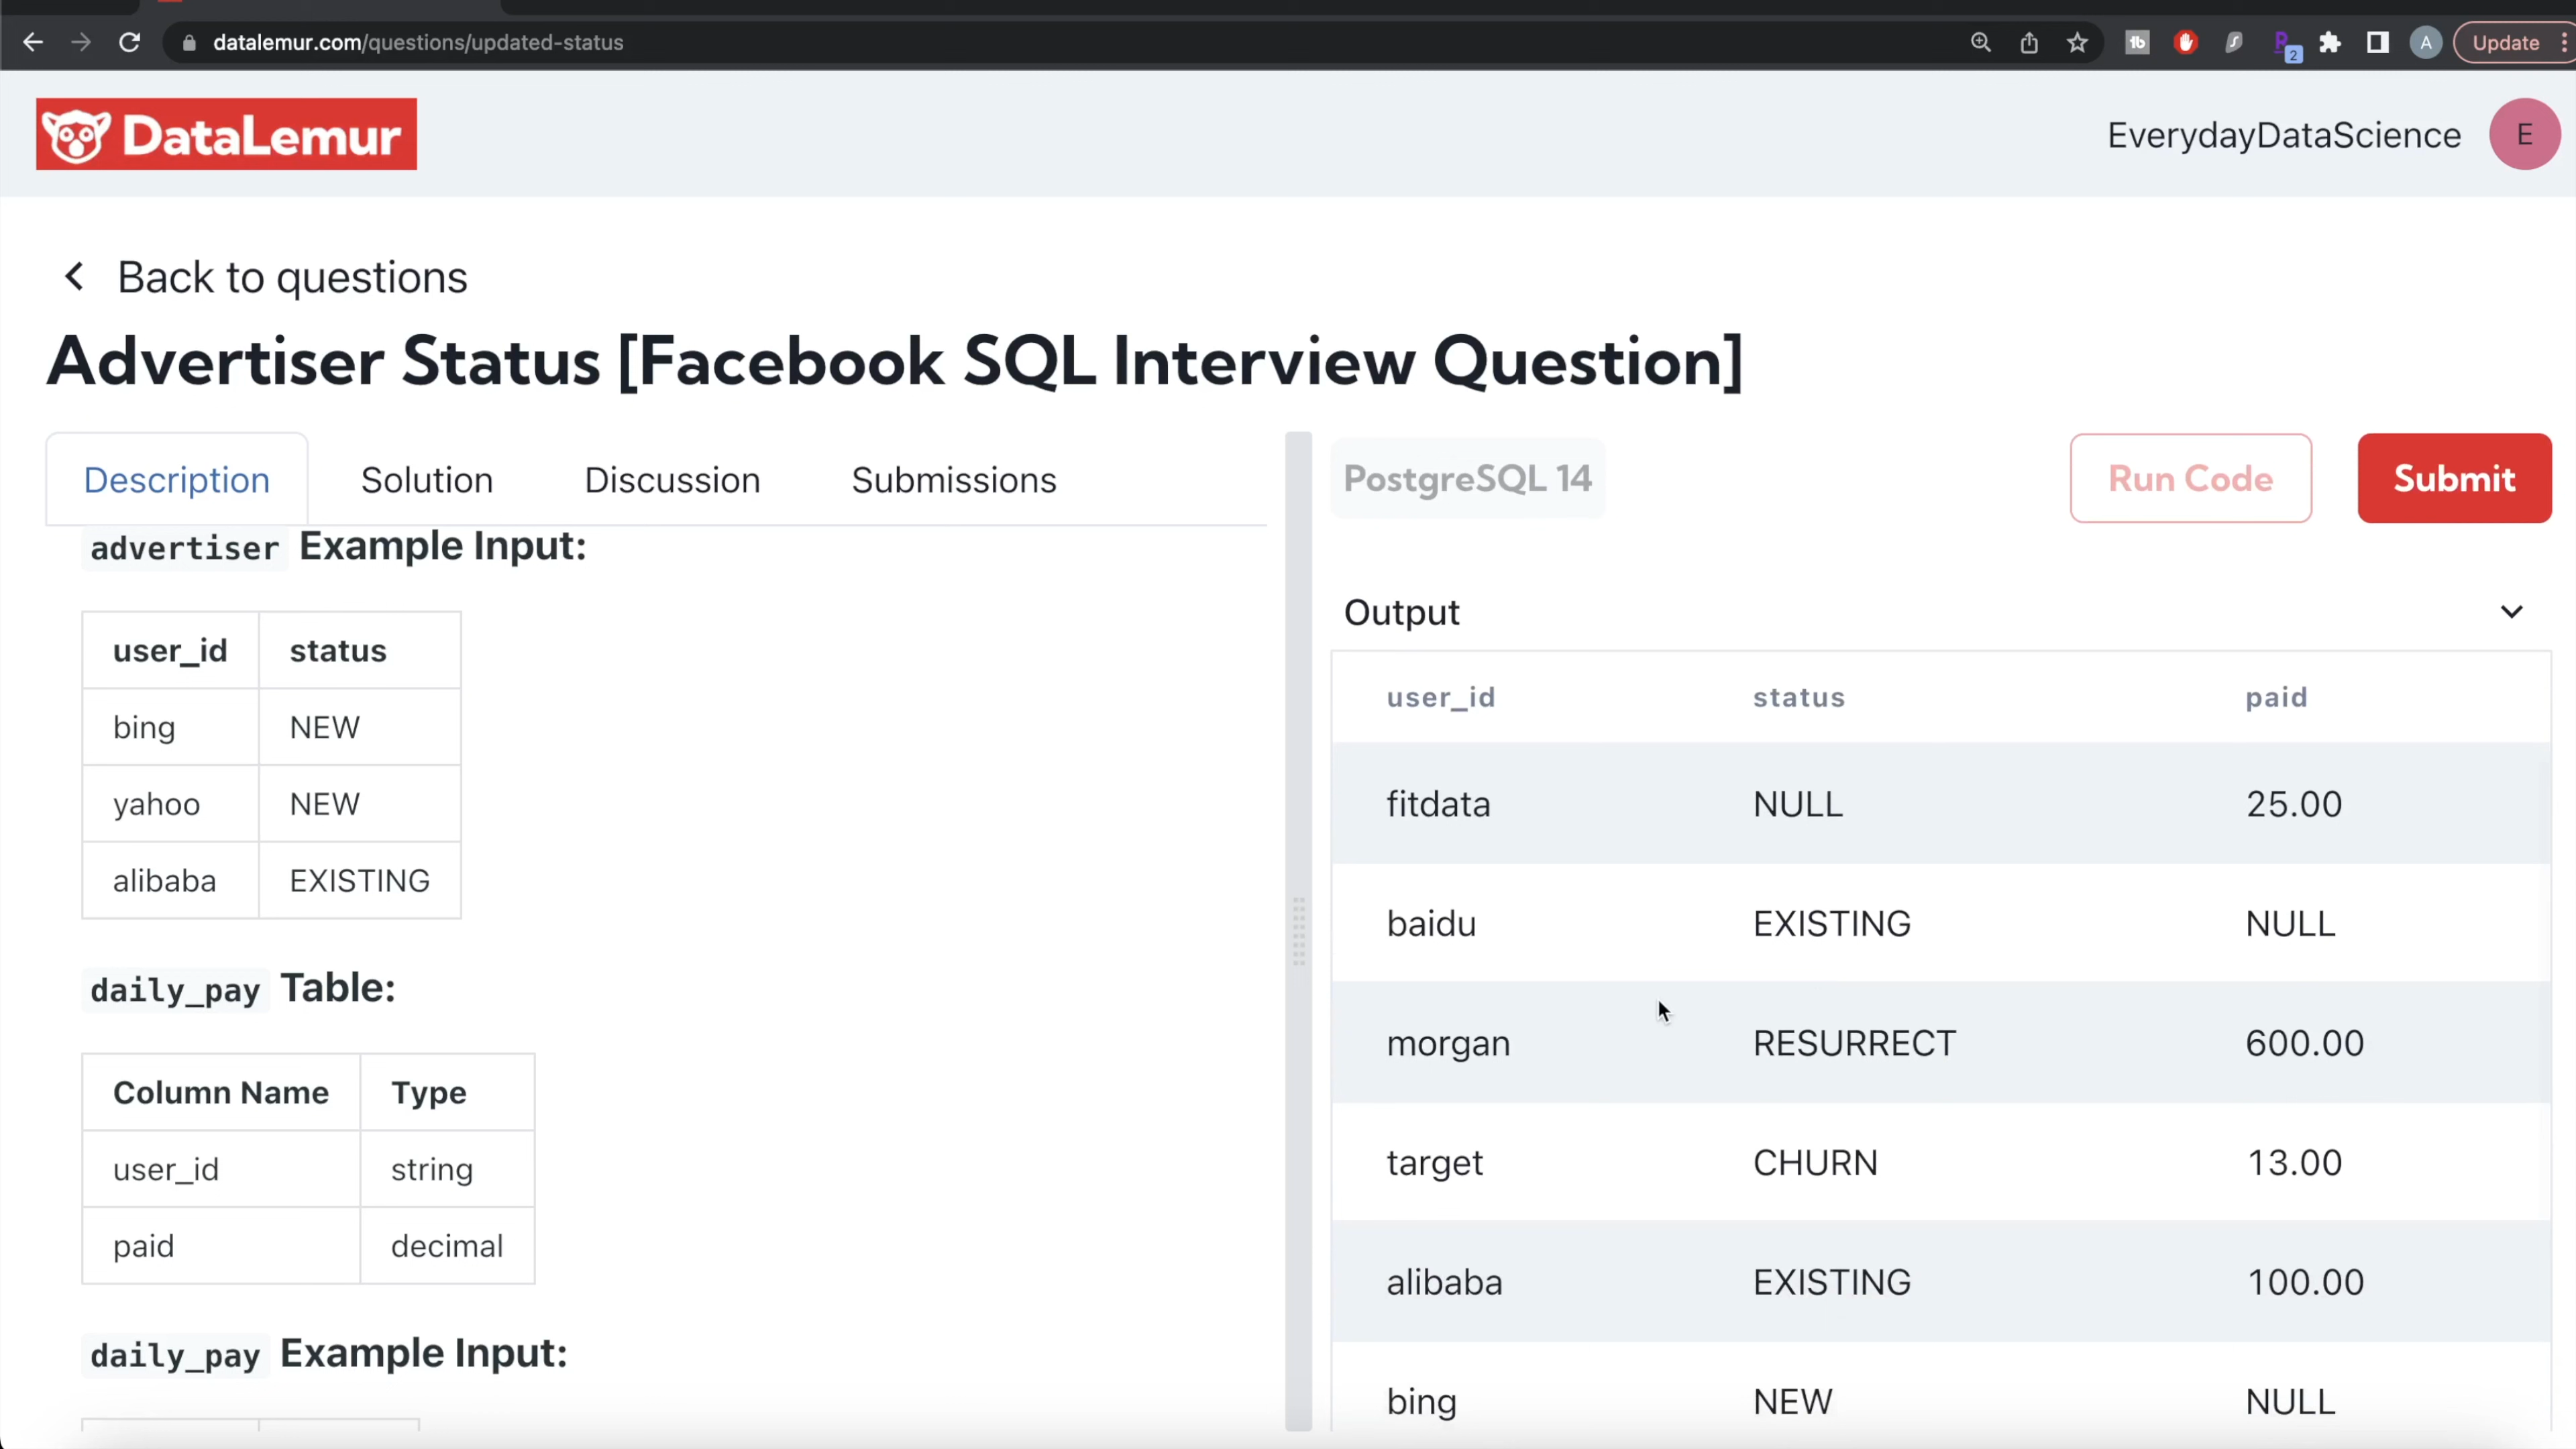 datalemur.com/questions/updated-status
2
A
Update
DataLemur
EverydayDataScience
E
Back to questions
Advertiser Status [Facebook SQL Interview Question]
Description Solution Discussion Submissions
advertiser Example Input:
user_id status
bing NEW
yahoo NEW
alibaba EXISTING
daily_pay Table:
Column Name Type
user_id string
paid decimal
daily_pay Example Input:
PostgreSQL 14
Run Code
Submit
Output
user_id status paid
fitdata NULL 25.00
baidu EXISTING NULL
morgan RESURRECT 600.00
target CHURN 13.00
alibaba EXISTING 100.00
bing NEW NULL